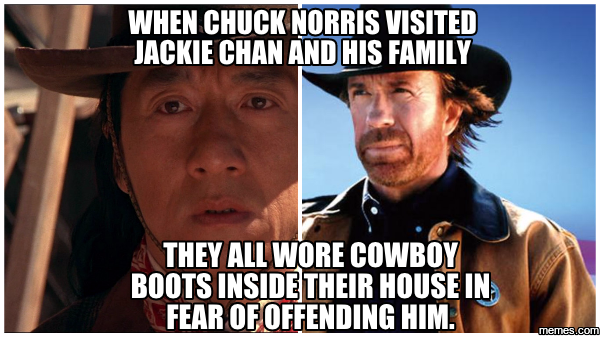 WHEN CHUCK NORRIS VISITED
JACKIE CHAN AND HIS FAMILY
THEY ALL WORE COWBOY
BOOTS INSIDE THEIR HOUSE IN
FEAR OF OFFENDING HIM.
memes.com